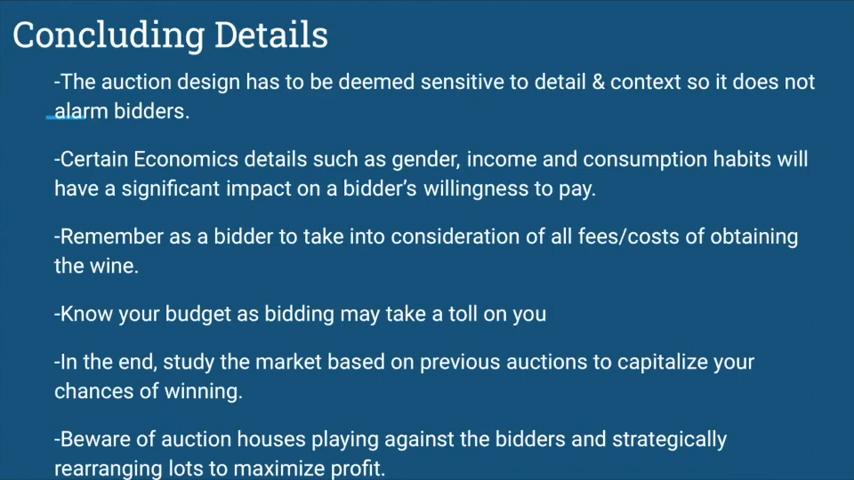 Concluding Details
-The auction design has to be deemed sensitive to detail & context so it does not
alarm bidders.
-Certain Economics details such as gender, income and consumption habits will
have a significant impact on a bidder's willingness to pay.
-Remember as a bidder to take into consideration of all fees/costs of obtaining
the wine.
-Know your budget as bidding may take a toll on you
-In the end, study the market based on previous auctions to capitalize your
chances of winning.
-Beware of auction houses playing against the bidders and strategically
rearranging lots to maximize profit.